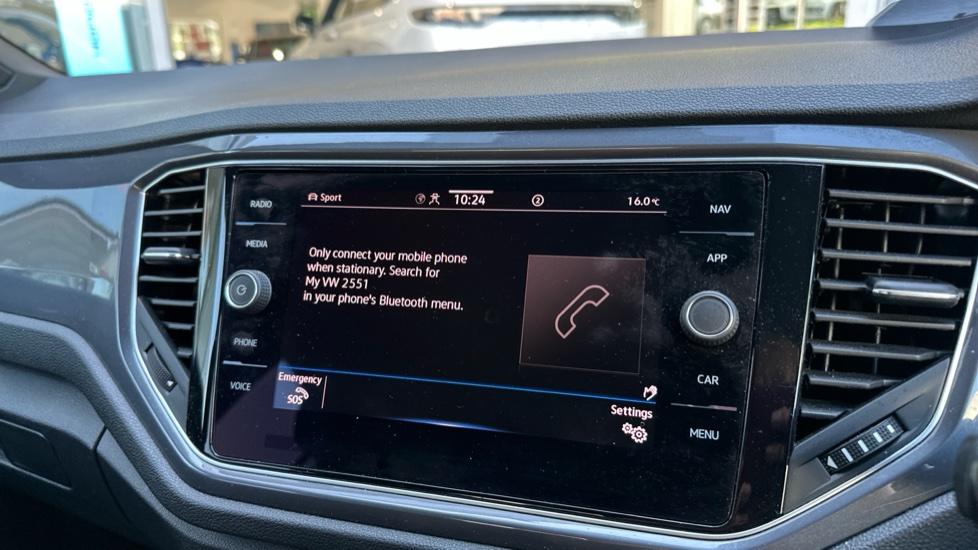 RADIO
MEDIA
PHONE
VOICE
Sport
10:24
2
16.0°C
Only connect your mobile phone
when stationary. Search for
My VW 2551
in your phone's Bluetooth menu.
Emergency
SOS
Settings
NAV
APP
CAR
MENU